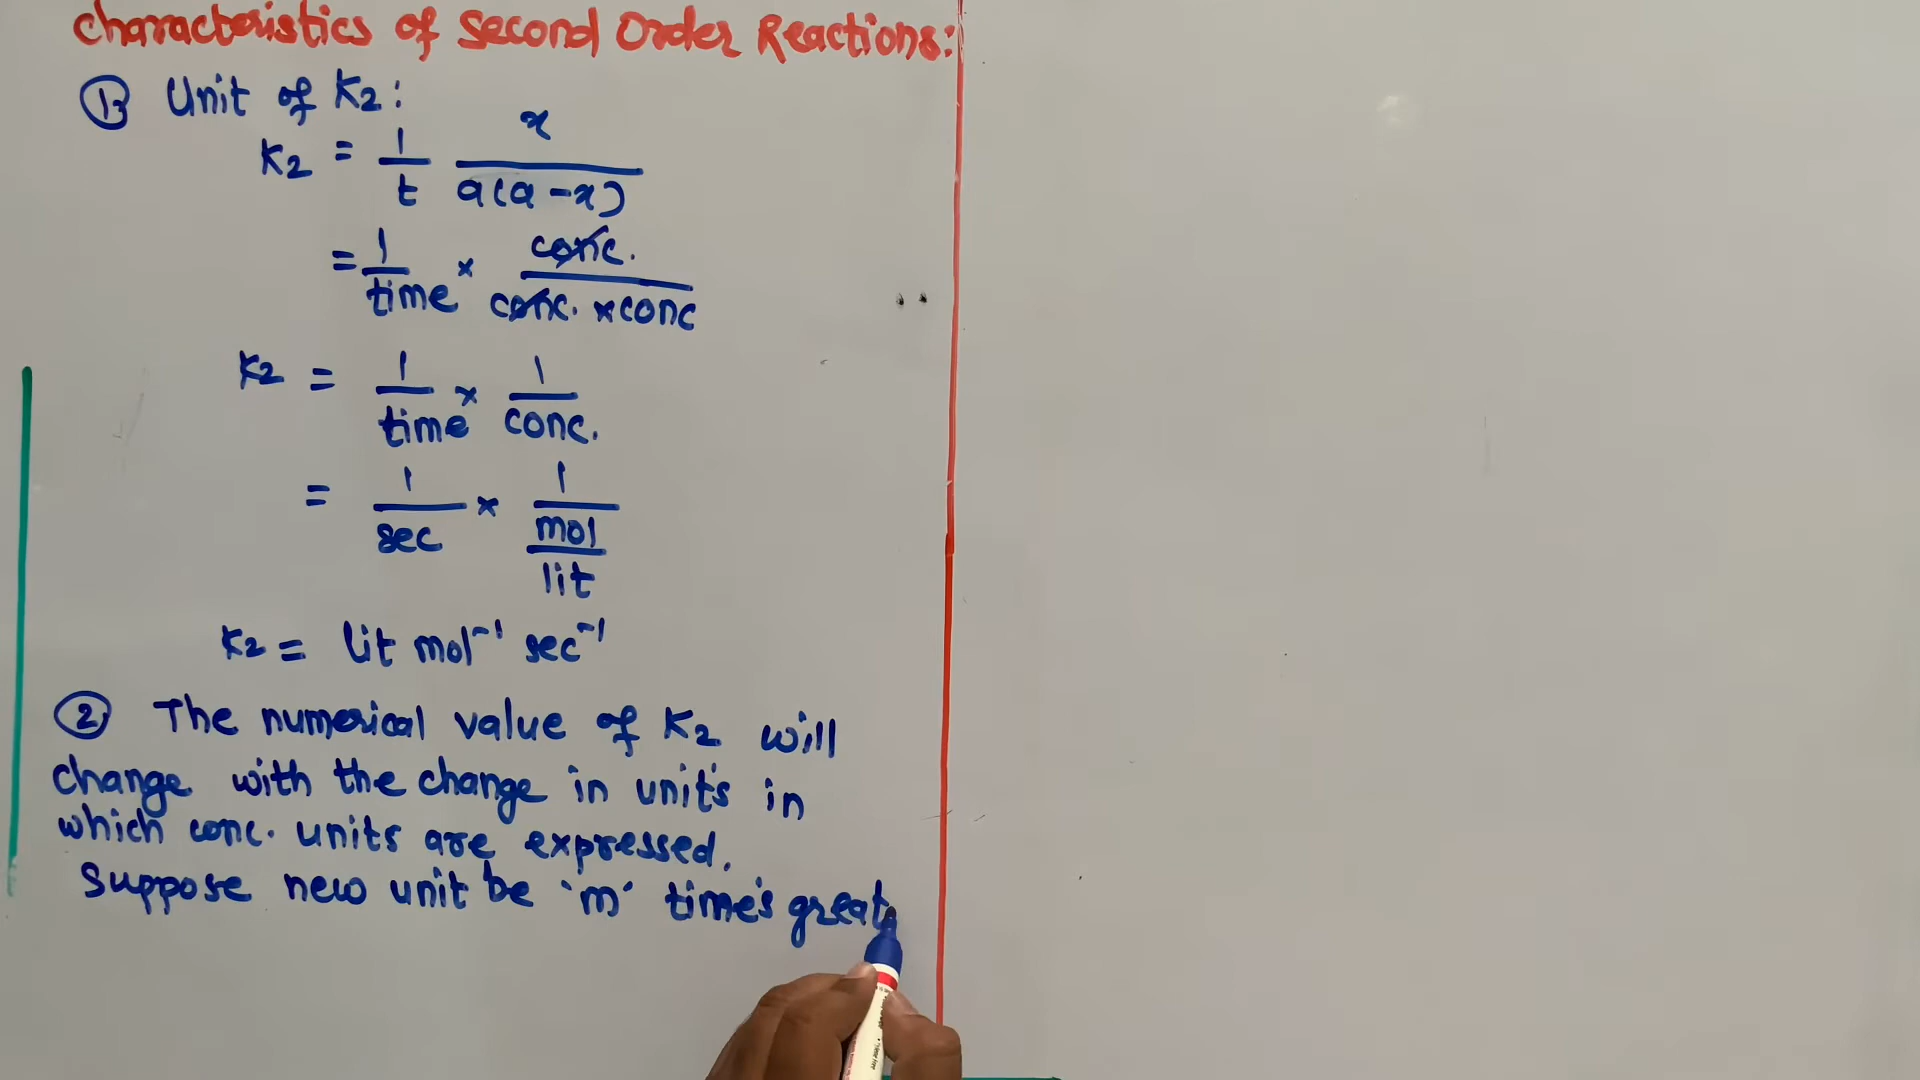 Characteristics of Second Order Reactions:
① Unit of K₂:
K₂ = 1/t x/a(a-x)
= 1/time × conc./conc. × conc
K₂ = 1/time × 1/conc.
= 1/sec × 1/mol/lit
K₂ = lit mol⁻¹ sec⁻¹
② The numerical value of K₂ will
change with the change in units in
which conc. units are expressed.
Suppose new unit be 'm' times great